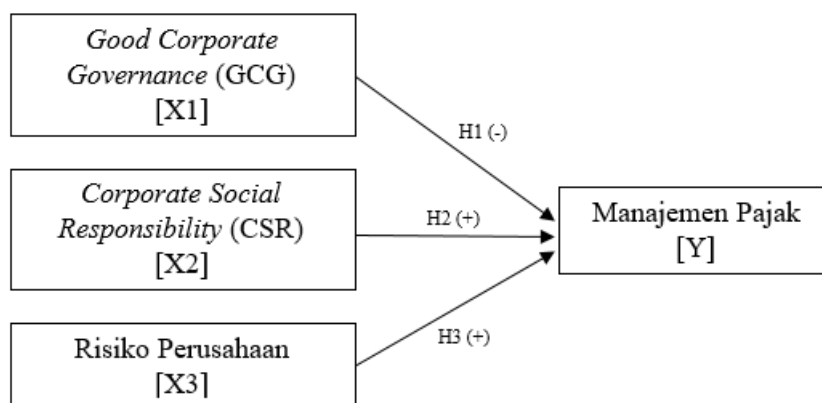 Good Corporate
Governance (GCG)
[X1]
H1 (-)
Corporate Social
Responsibility (CSR)
[X2]
H2 (+)
Manajemen Pajak
[Y]
Risiko Perusahaan
[X3]
H3 (+)